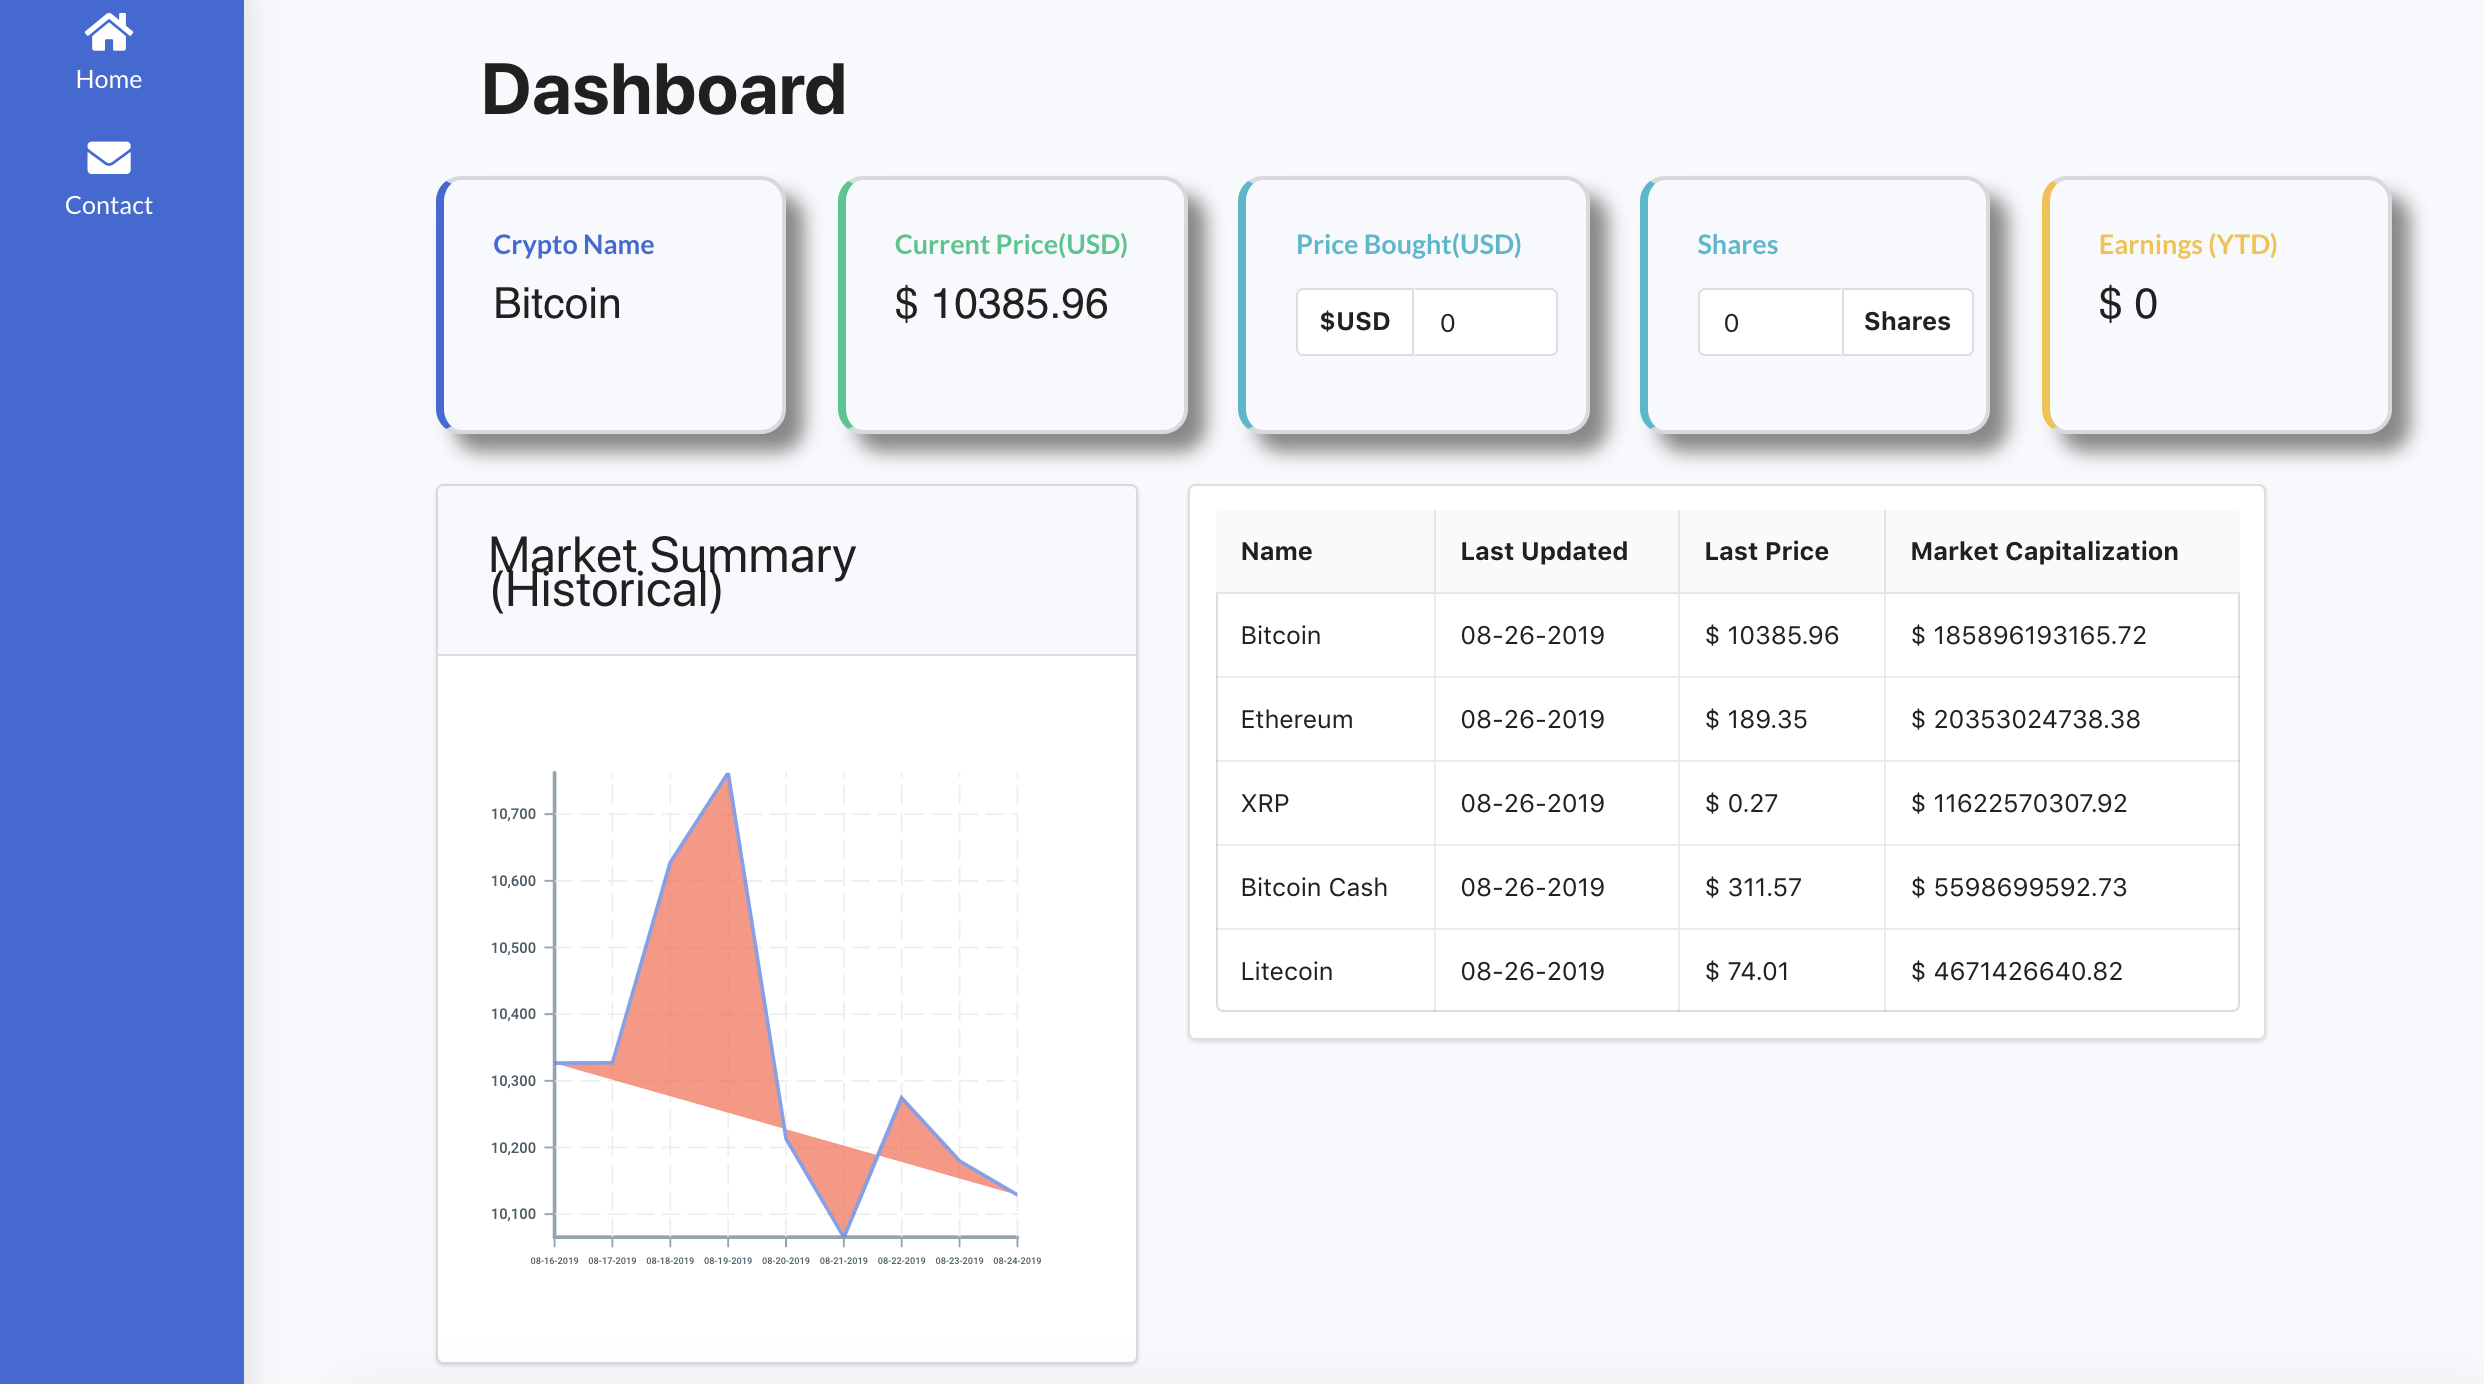 Home
Contact
Dashboard
Crypto Name
Bitcoin
Current Price(USD)
$ 10385.96
Price Bought(USD)
$USD 0
Shares
0 Shares
Earnings (YTD)
$ 0
Market Summary
(Historical)
10,700
10,600
10,500
10,400
10,300
10,200
10,100
08-16-2019 08-17-2019 08-18-2019 08-19-2019 08-20-2019 08-21-2019 08-22-2019 08-23-2019 08-24-2019
Name Last Updated Last Price Market Capitalization
Bitcoin 08-26-2019 $ 10385.96 $ 185896193165.72
Ethereum 08-26-2019 $ 189.35 $ 20353024738.38
XRP 08-26-2019 $ 0.27 $ 11622570307.92
Bitcoin Cash 08-26-2019 $ 311.57 $ 5598699592.73
Litecoin 08-26-2019 $ 74.01 $ 4671426640.82